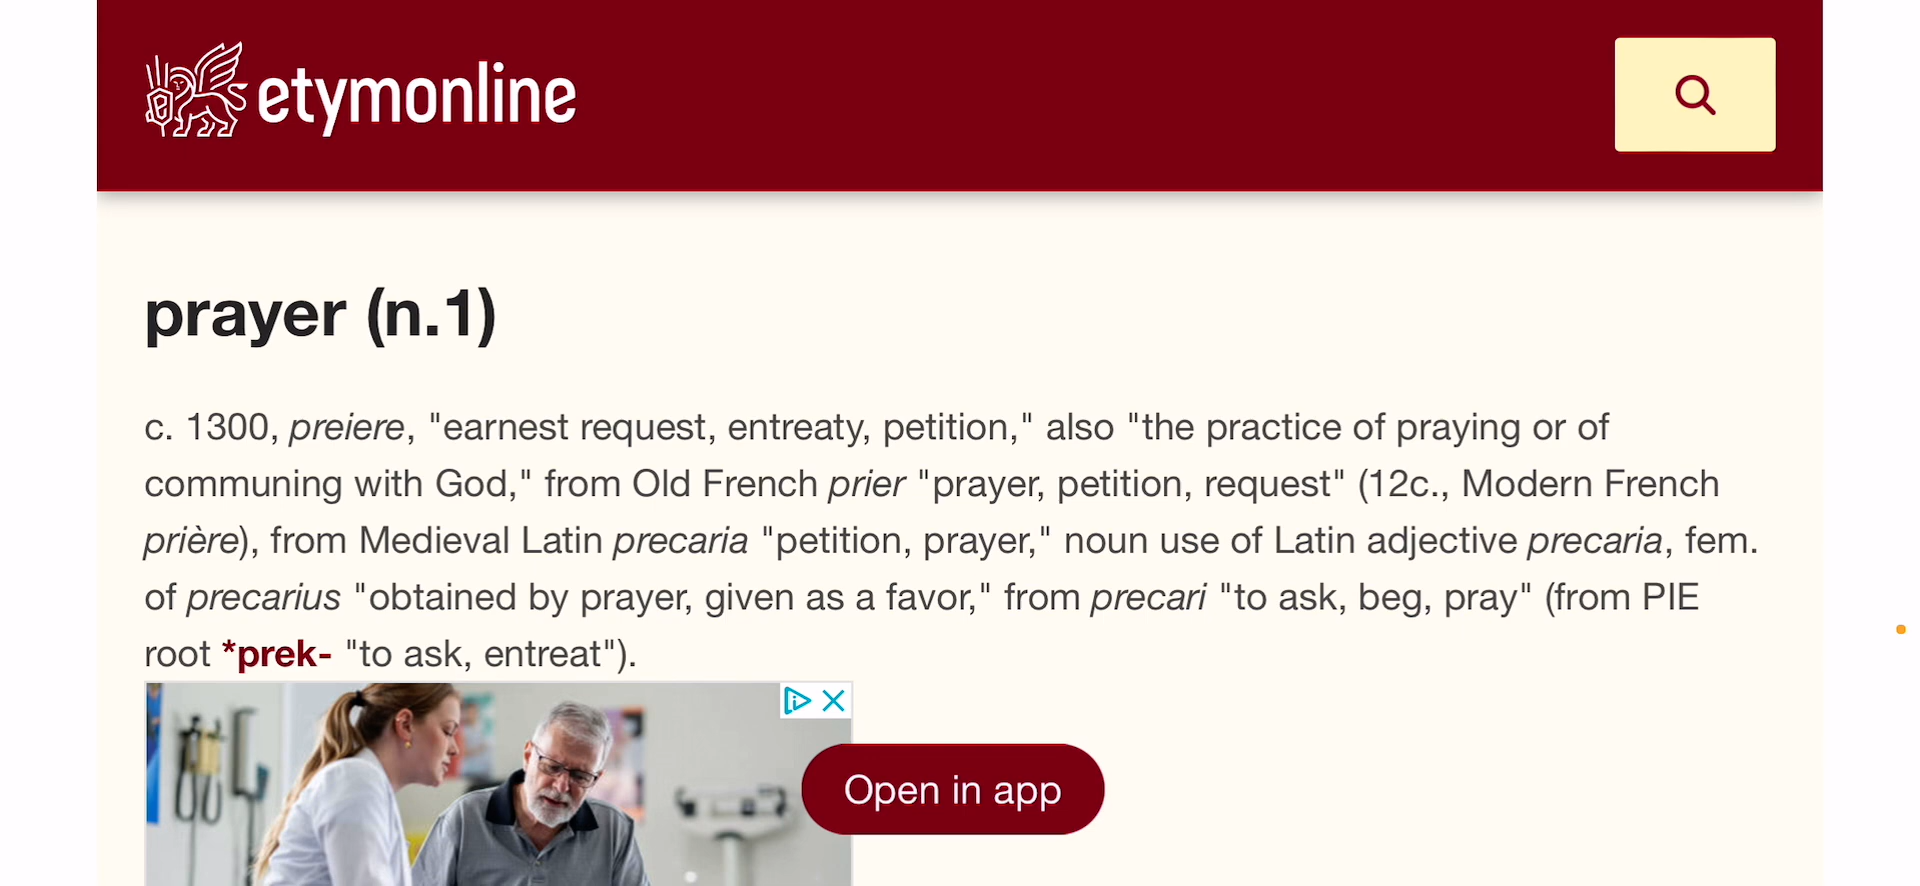 etymonline
prayer (n.1)
c. 1300, preiere, "earnest request, entreaty, petition," also "the practice of praying or of
communing with God," from Old French prier "prayer, petition, request" (12c., Modern French
prière), from Medieval Latin precaria "petition, prayer," noun use of Latin adjective precaria, fem.
of precarius "obtained by prayer, given as a favor," from precari "to ask, beg, pray" (from PIE
root *prek- "to ask, entreat").
Open in app